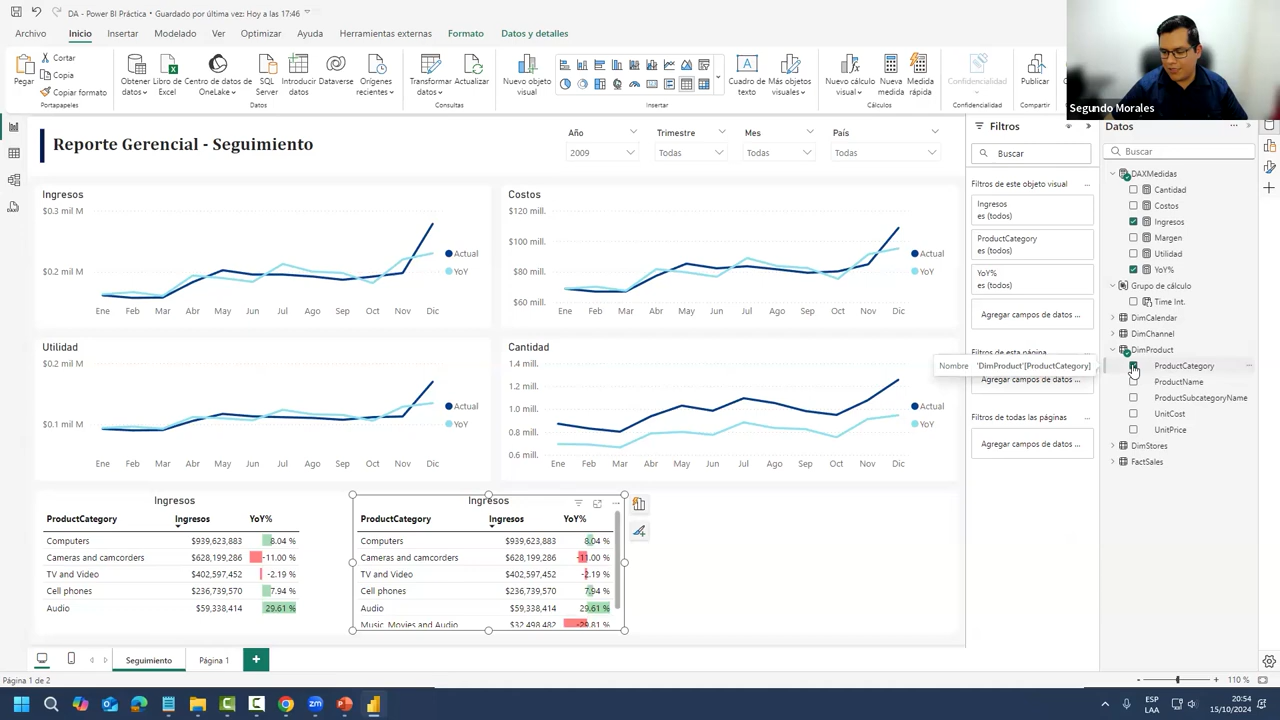 DA - Power BI Práctica • Guardado por última vez: Hoy a las 17:46
Archivo Inicio Insertar Modelado Ver Optimizar Ayuda Herramientas externas Formato Datos y detalles
Pegar
Cortar
Copia
Copiar formato
Portapapeles
Obtener datos
Libro de Excel
Centro de datos de OneLake
SQL Server
Introducir Datos
Dataverse
Orígenes recientes
Datos
Transformar datos
Actualizar
Consultas
Nuevo objeto visual
Cuadro de texto
Más objetos visuales
Insertar
Nuevo cálculo visual
Nueva medida
Medida rápida
Cálculos
Confidencialidad
Confidencialidad
Publicar
Compartir
Segundo Morales
Reporte Gerencial - Seguimiento
Año Trimestre Mes País
2009 Todas Todas Todas
Ingresos
$0.3 mil M
$0.2 mil M
Actual
YoY
Ene Feb Mar Abr May Jun Jul Ago Sep Oct Nov Dic
Costos
$120 mill.
$100 mill.
$80 mill.
$60 mill.
Actual
YoY
Ene Feb Mar Abr May Jun Jul Ago Sep Oct Nov Dic
Utilidad
$0.2 mil M
$0.1 mil M
Actual
YoY
Ene Feb Mar Abr May Jun Jul Ago Sep Oct Nov Dic
Cantidad
1.4 mill.
1.2 mill.
1.0 mill.
0.8 mill.
0.6 mill.
Actual
YoY
Ene Feb Mar Abr May Jun Jul Ago Sep Oct Nov Dic
Ingresos
ProductCategory Ingresos YoY%
Computers $939,623,883 8.04 %
Cameras and camcorders $628,199,286 -11.00 %
TV and Video $402,597,452 -2.19 %
Cell phones $236,739,570 7.94 %
Audio $59,338,414 29.61 %
Ingresos
ProductCategory Ingresos YoY%
Computers $939,623,883 8.04 %
Cameras and camcorders $628,199,286 -11.00 %
TV and Video $402,597,452 -2.19 %
Cell phones $236,739,570 7.94 %
Audio $59,338,414 29.61 %
Music, Movies and Audio $32,498,482 -29.81 %
Filtros
Buscar
Filtros de este objeto visual ...
Ingresos
es (todos)
ProductCategory
es (todos)
YoY%
es (todos)
Agregar campos de datos ...
Filtros de esta página
Nombre 'DimProduct'[ProductCategory]
Agregar campos de datos ...
Filtros de todas las páginas ...
Agregar campos de datos ...
Datos
Buscar
DAXMedidas
Cantidad
Costos
Ingresos
Margen
Utilidad
YoY%
Grupo de cálculo
Time Int.
DimCalendar
DimChannel
DimProduct
ProductCategory
ProductName
ProductSubcategoryName
UnitCost
UnitPrice
DimStores
FactSales
Seguimiento Página 1
Página 1 de 2
110 %
ESP
LAA
20:54
15/10/2024